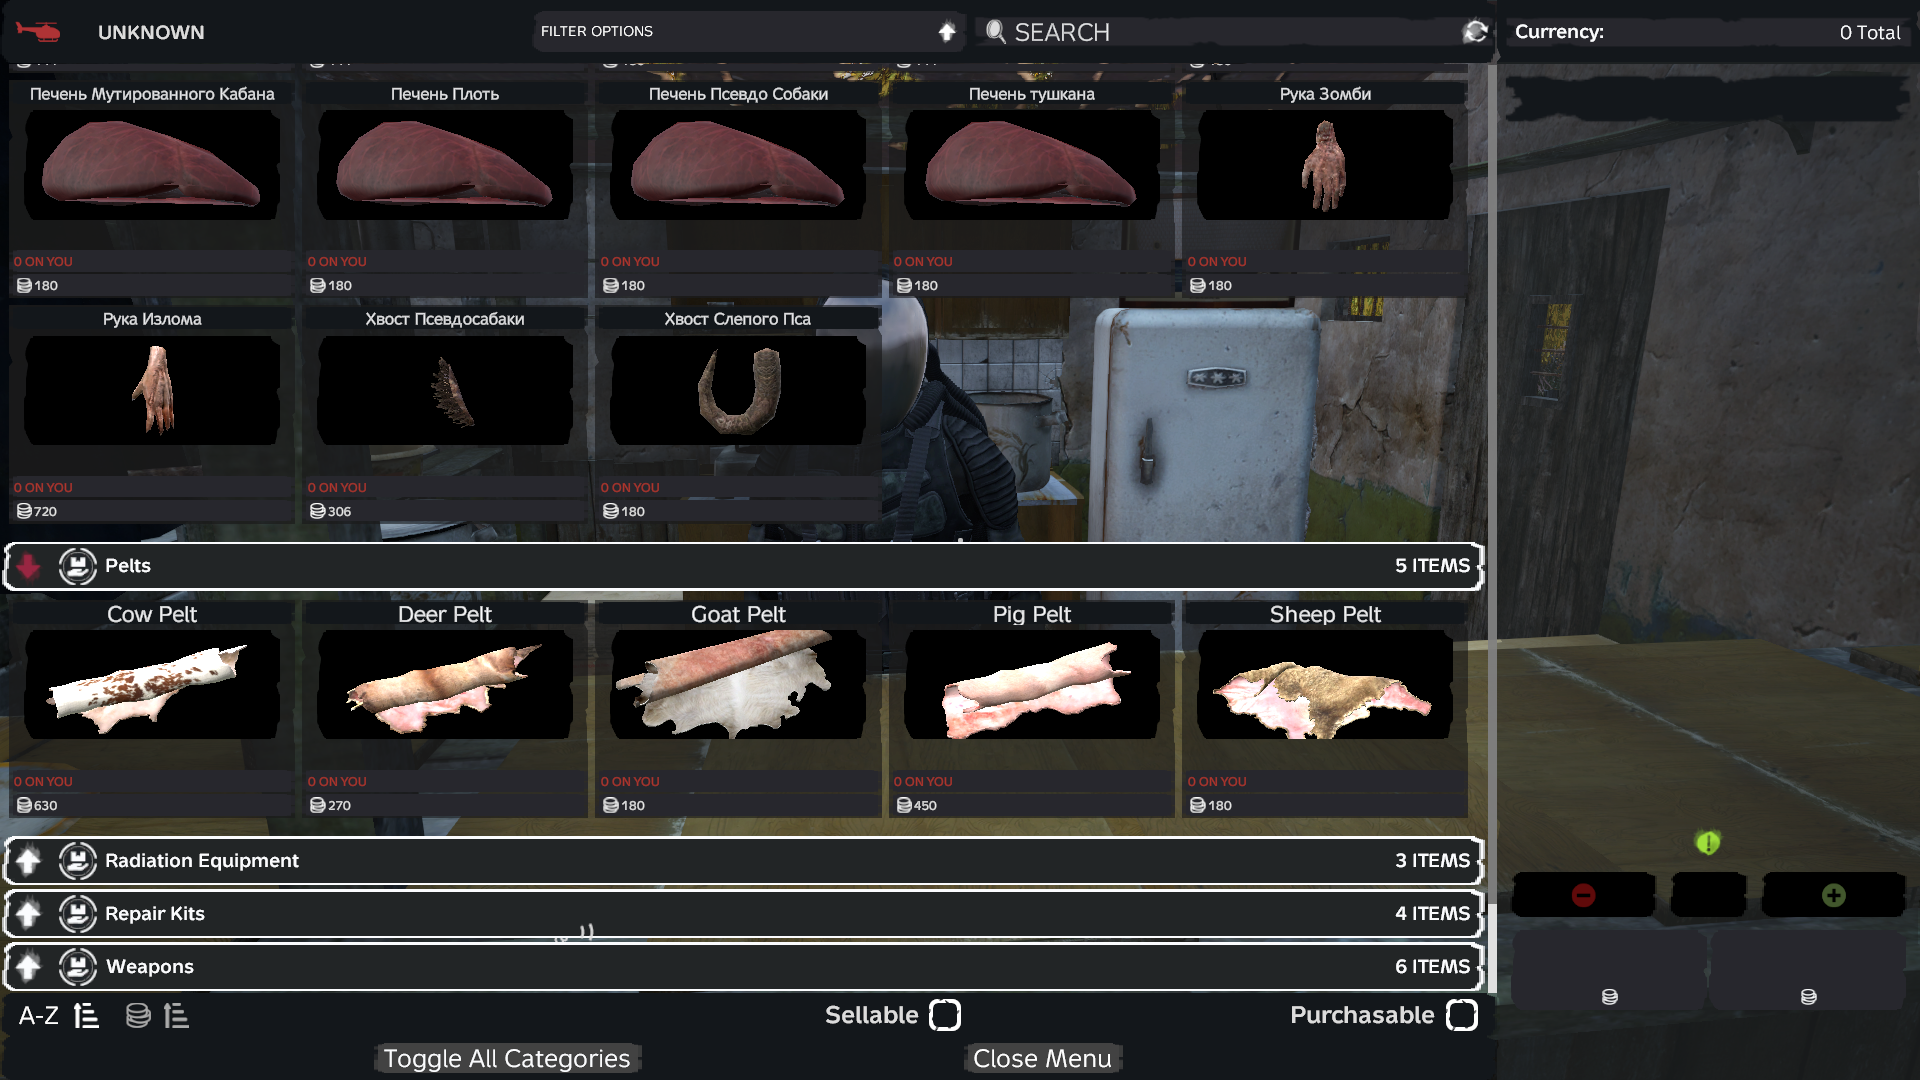 UNKNOWN
FILTER OPTIONS
SEARCH
Currency:
0 Total
Печень Мутированного Кабана
Печень Плоть
Печень Псевдо Собаки
Печень тушкана
Рука Зомби
0 ON YOU
0 ON YOU
0 ON YOU
0 ON YOU
0 ON YOU
180
180
180
180
180
Рука Излома
Хвост Псевдосабаки
Хвост Слепого Пса
0 ON YOU
0 ON YOU
0 ON YOU
720
306
180
Pelts
5 ITEMS
Cow Pelt
Deer Pelt
Goat Pelt
Pig Pelt
Sheep Pelt
0 ON YOU
0 ON YOU
0 ON YOU
0 ON YOU
0 ON YOU
630
270
180
450
180
Radiation Equipment
3 ITEMS
Repair Kits
4 ITEMS
Weapons
6 ITEMS
A-Z
Sellable
Purchasable
Toggle All Categories
Close Menu